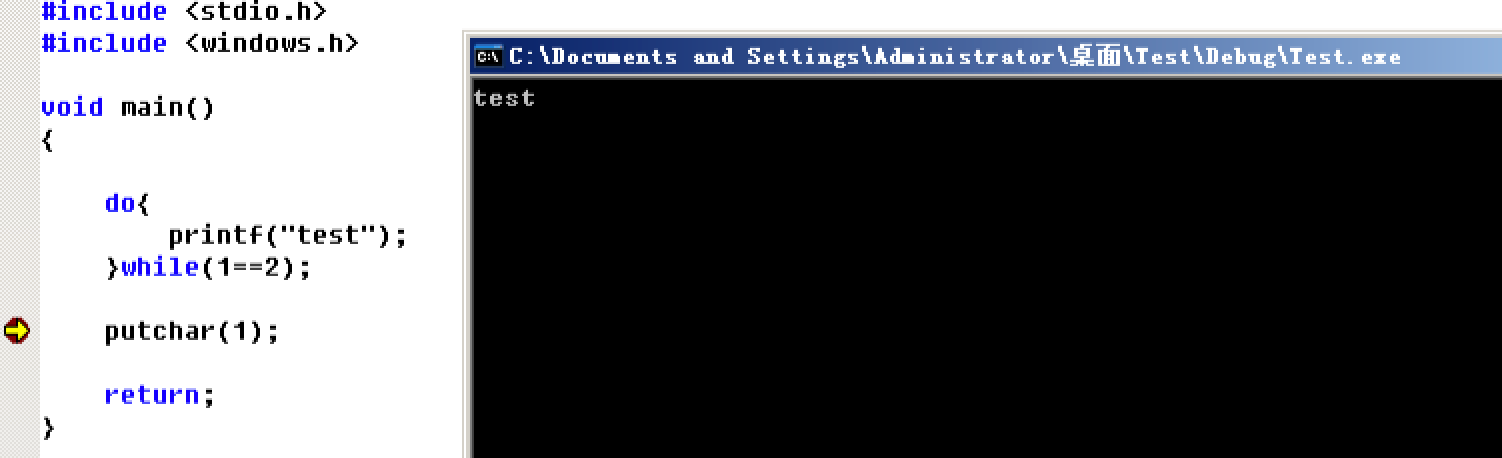 #include <stdio.h>
#include <windows.h>
void main()
{
do{
printf("test");
}while(1==2);
putchar(1);
return;
}
C:\Documents and Settings\Administrator\桌面\Test\Debug\Test.exe
test